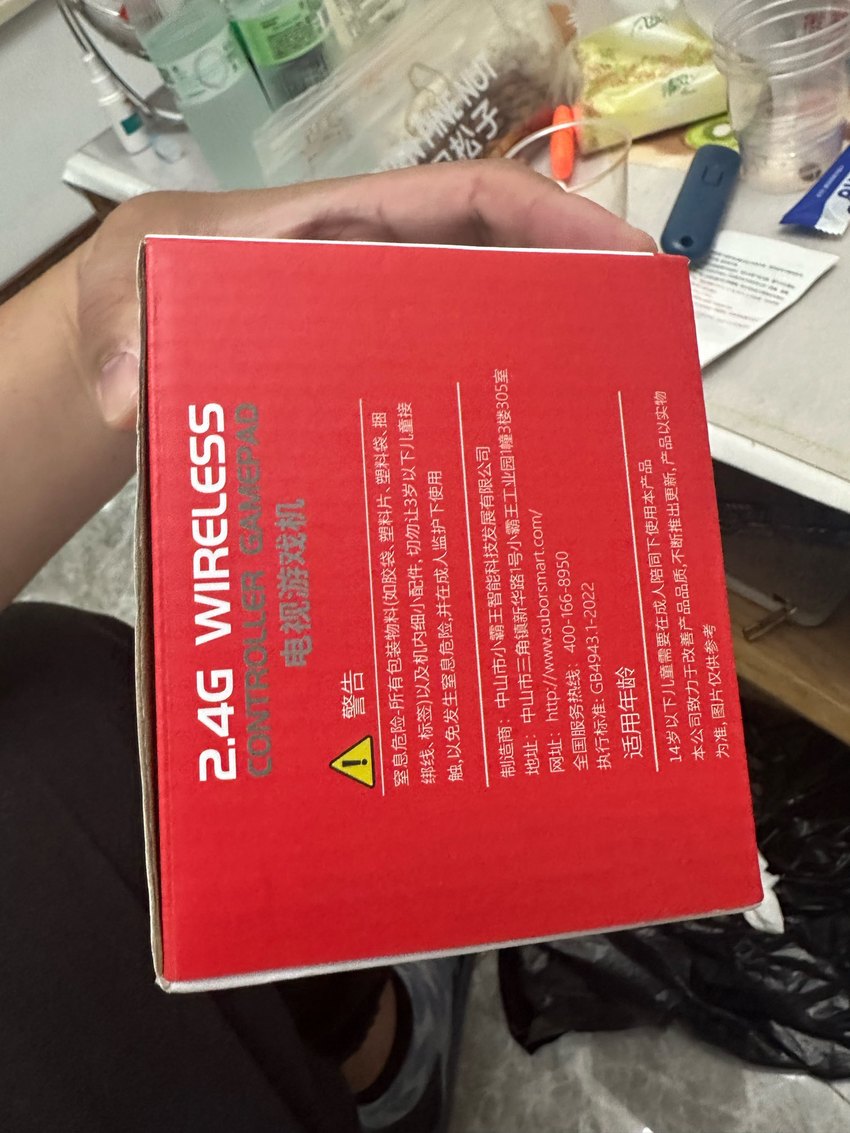 2.4G WIRELESS
CONTROLLER GAMEPAD
电视游戏机
警告
窒息危险-所有包装物料(如胶袋、塑料片、塑料袋、捆
绑线、标签)以及机内细小配件, 切勿让3岁以下儿童接
触,以免发生窒息危险,并在成人监护下使用
制造商：中山市小霸王智能科技发展有限公司
地址：中山市三角镇新华路1号小霸王工业园1幢3楼305室
网址：http://www.suborsmart.com/
全国服务热线：400-166-8950
执行标准: GB4943.1-2022
适用年龄
14岁以下儿童需要在成人陪同下使用本产品
本公司致力于改善产品品质,不断推出更新,产品以实物
为准,图片仅供参考
PINE NUT
松子